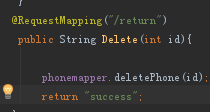 }
@RequestMapping("/return")
public String Delete(int id){
phonemapper.deletePhone(id);
return "success";
}